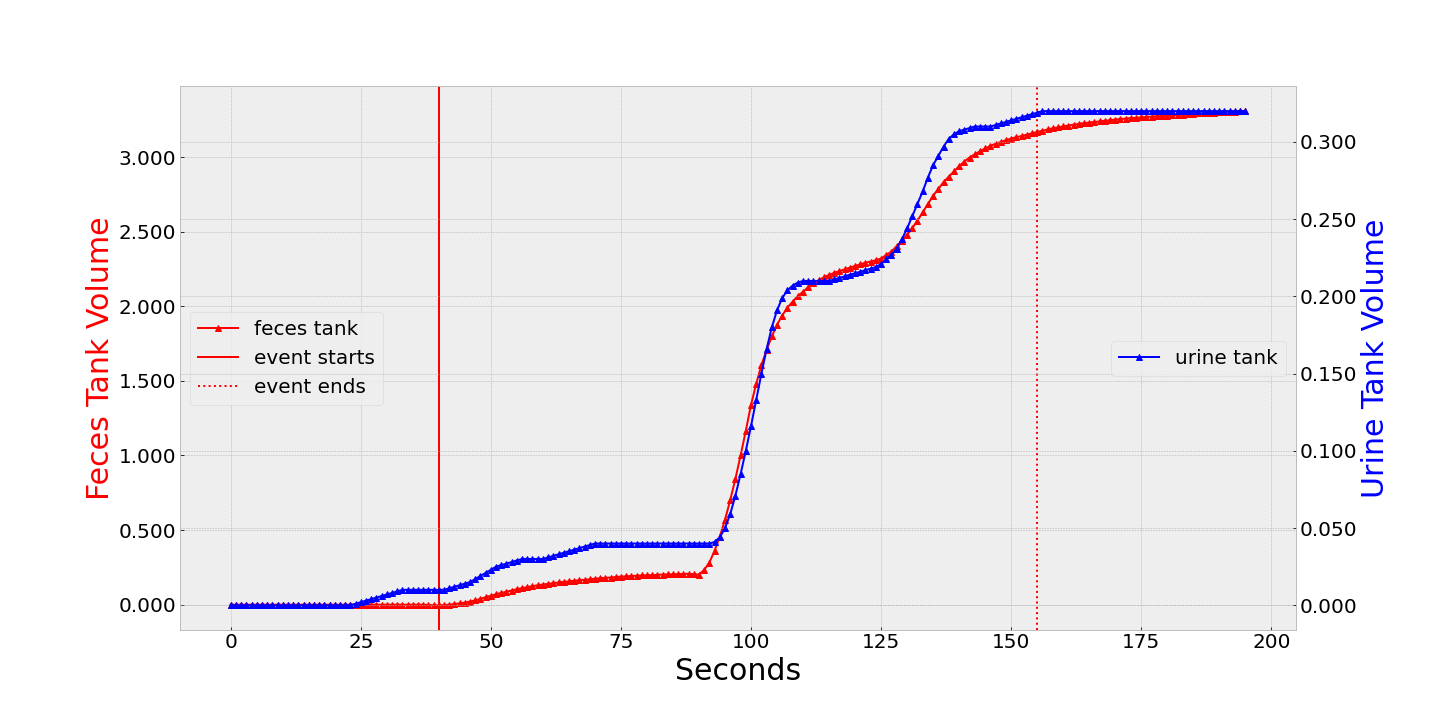 3.000
2.500
2.000
1.500
1.000
0.500
0.000
Feces Tank Volume
feces tank
event starts
event ends
urine tank
0.300
0.250
0.200
0.150
0.100
0.050
0.000
Urine Tank Volume
0 25 50 75 100 125 150 175 200
Seconds